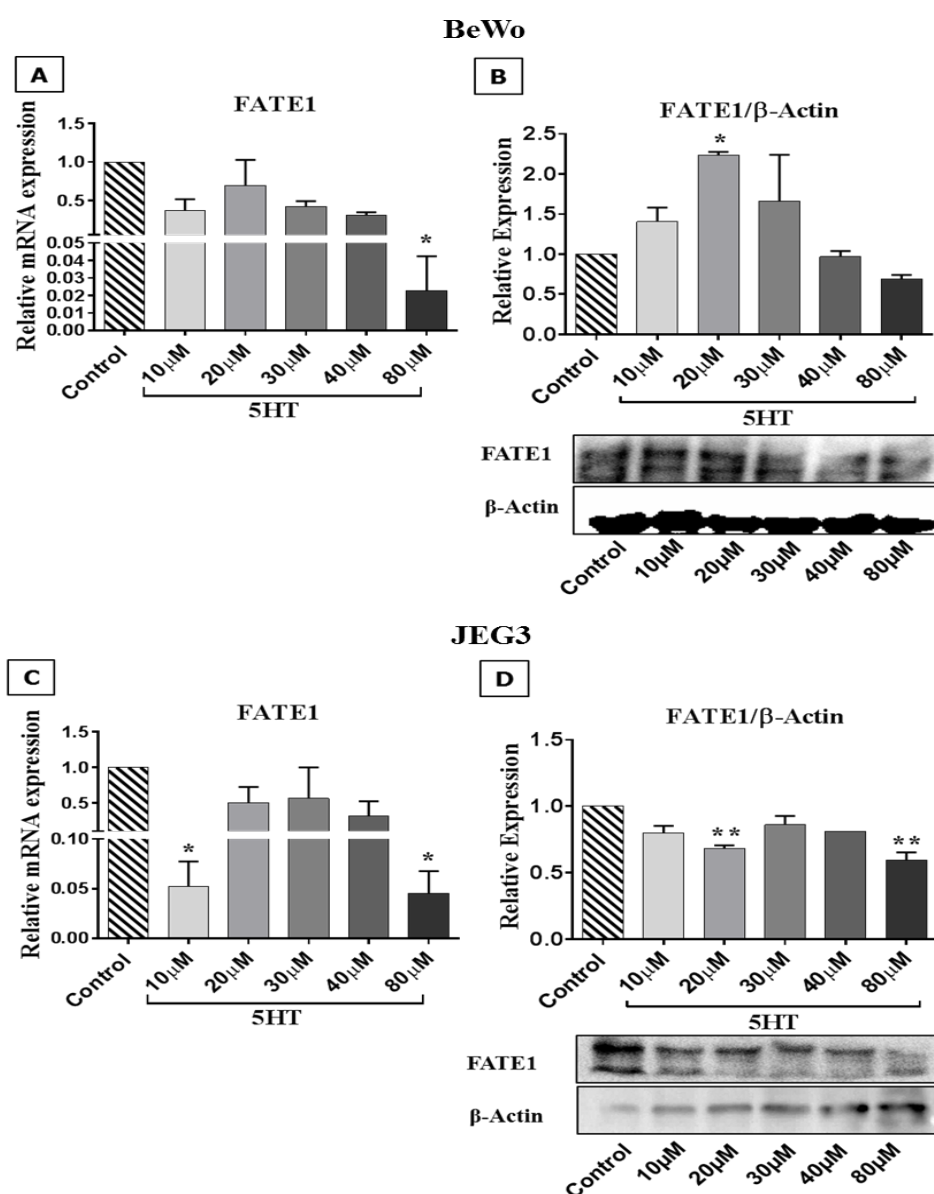 BeWo
A
FATE1
Relative mRNA expression
1.5
1.0
0.5
0.05
0.04
0.03
0.02
0.01
0.00
Control
10μM
20μM
30μM
40μM
80μM
*
5HT
B
FATE1/β-Actin
Relative Expression
2.5
2.0
1.5
1.0
0.5
0.0
*
Control
10μM
20μM
30μM
40μM
80μM
5HT
FATE1
β-Actin
Control
10μM
20μM
30μM
40μM
80μM
JEG3
C
FATE1
Relative mRNA expression
1.5
1.0
0.5
0.10
0.05
0.00
*
*
Control
10μM
20μM
30μM
40μM
80μM
5HT
D
FATE1/β-Actin
Relative Expression
1.5
1.0
0.5
0.0
**
**
Control
10μM
20μM
30μM
40μM
80μM
5HT
FATE1
β-Actin
Control
10μM
20μM
30μM
40μM
80μM